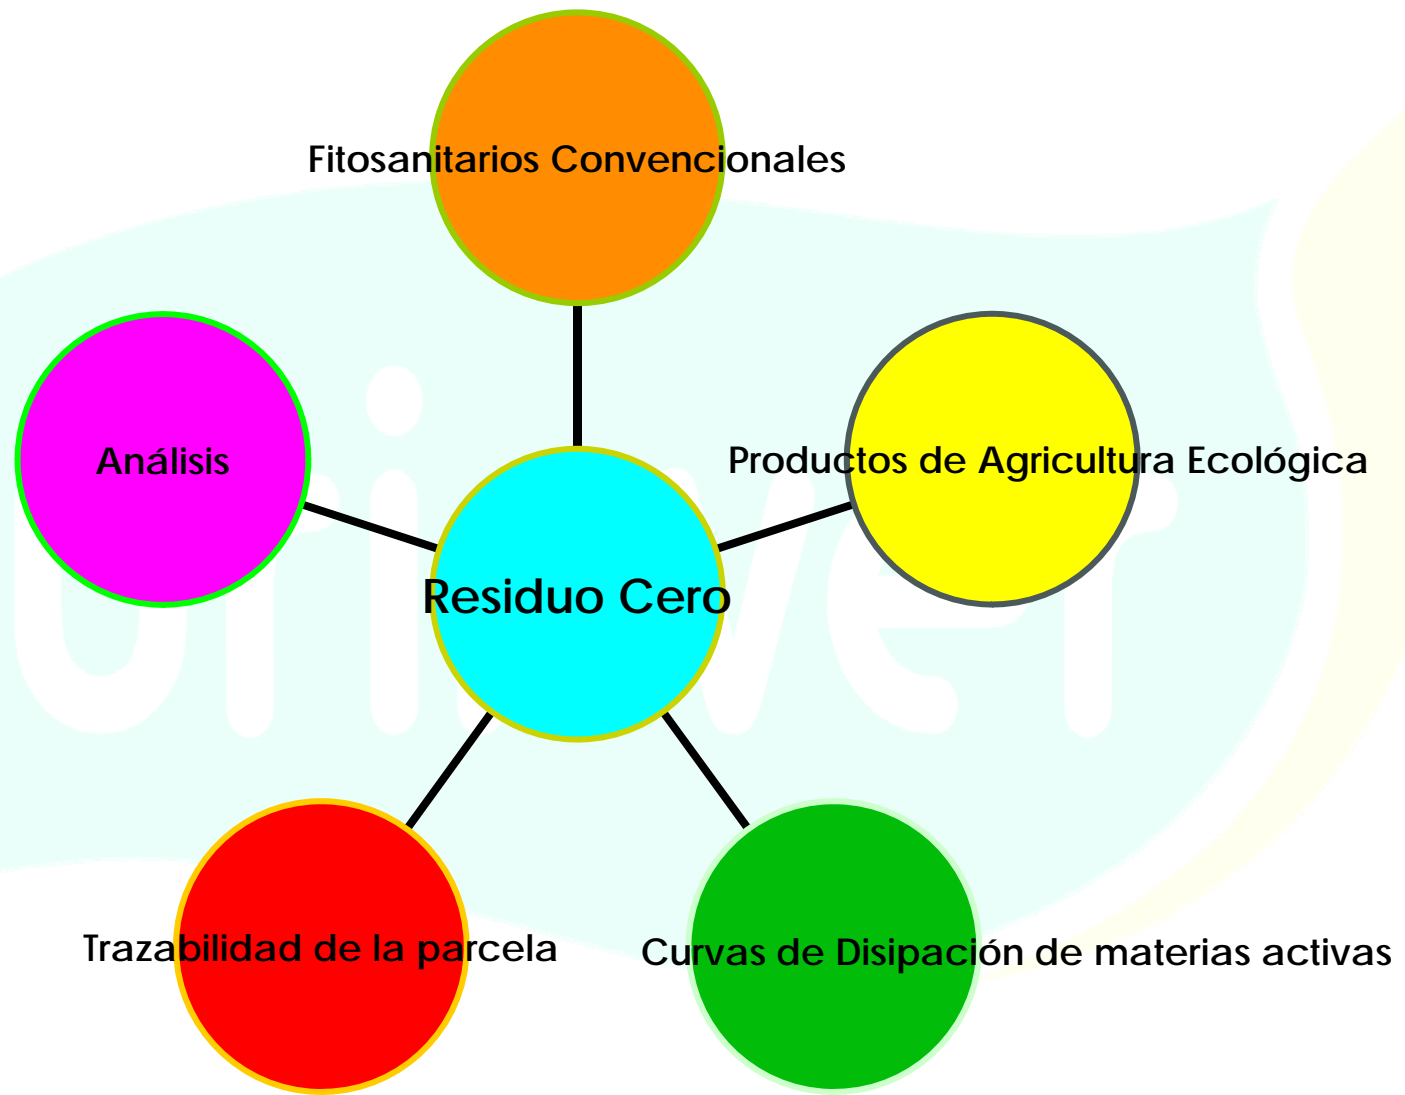 Fitosanitarios Convencionales
Análisis
Productos de Agricultura Ecológica
Residuo Cero
Trazabilidad de la parcela
Curvas de Disipación de materias activas